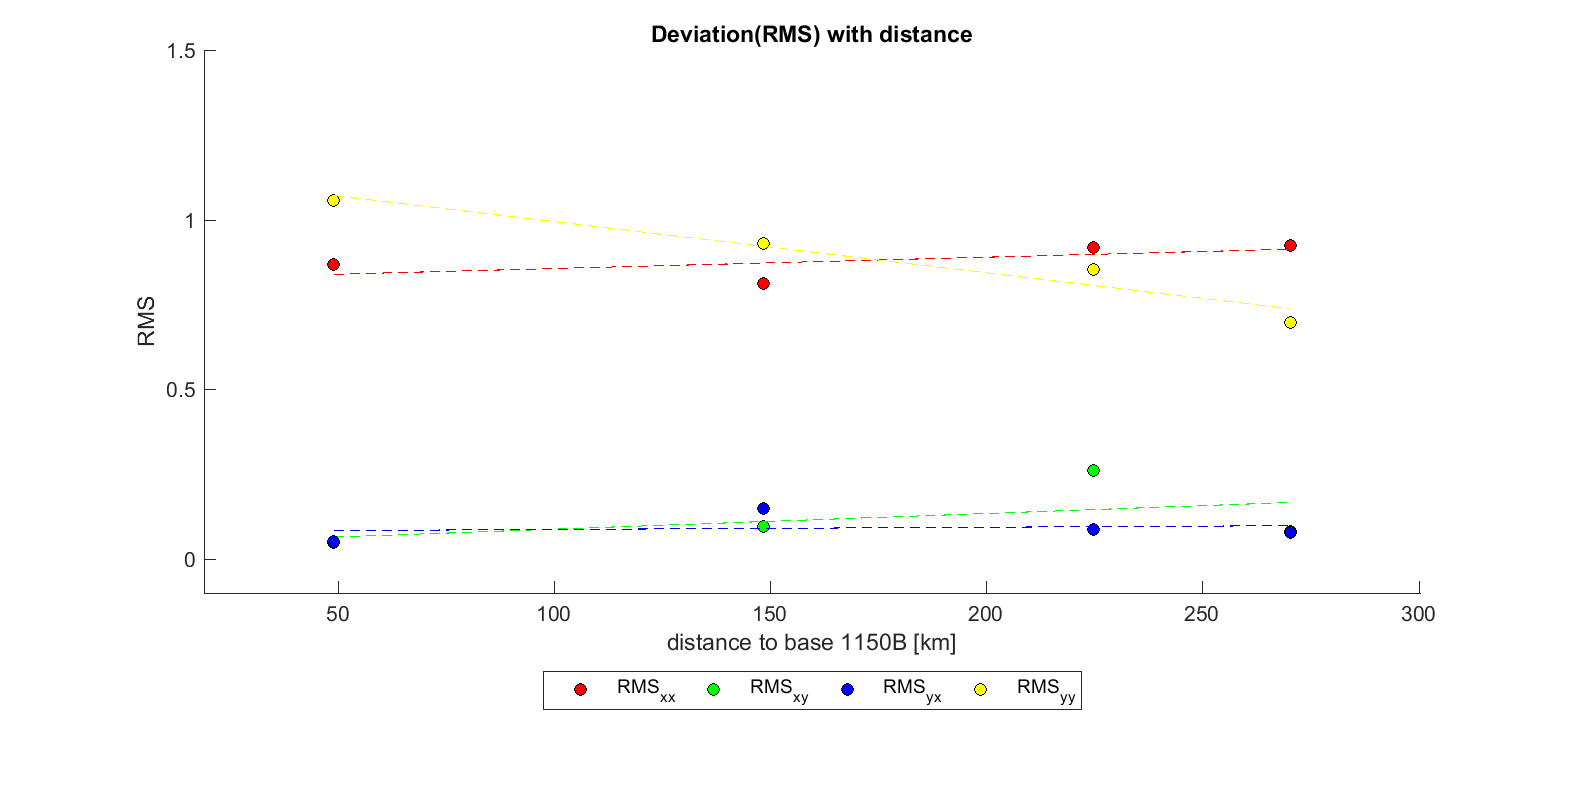 Deviation(RMS) with distance
1.5
1
0.5
0
RMS
50 100 150 200 250 300
distance to base 1150B [km]
RMSxx RMSxy RMSyx RMSyy